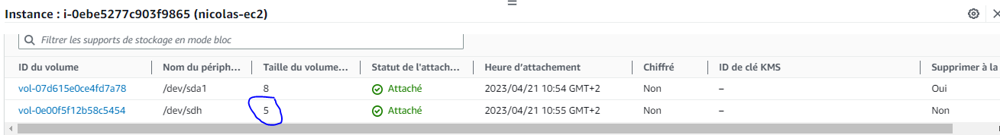 Instance : i-0ebe5277c903f9865 (nicolas-ec2)
Filtrer les supports de stockage en mode bloc
ID du volume Nom du périph... Taille du volume... Statut de l'attach... Heure d'attachement Chiffré ID de clé KMS Supprimer à la
vol-07d615e0ce4fd7a78 /dev/sda1 8 Attaché 2023/04/21 10:54 GMT+2 Non – Oui
vol-0e00f5f12b58c5454 /dev/sdh 5 Attaché 2023/04/21 10:55 GMT+2 Non – Non